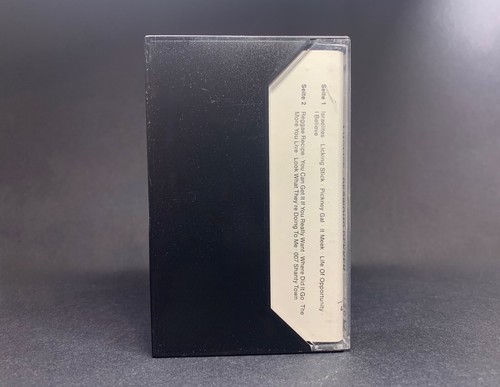 Seite 1 Israelites · Licking Stick · Pickney Gal · It Meek · Life Of Opportunity
I Believe
Seite 2 Reggae Recipe · You Can Get It If You Really Want · Where Did It Go · The
More You Live · Look What They're Doing To Me · 007 Shanty Town